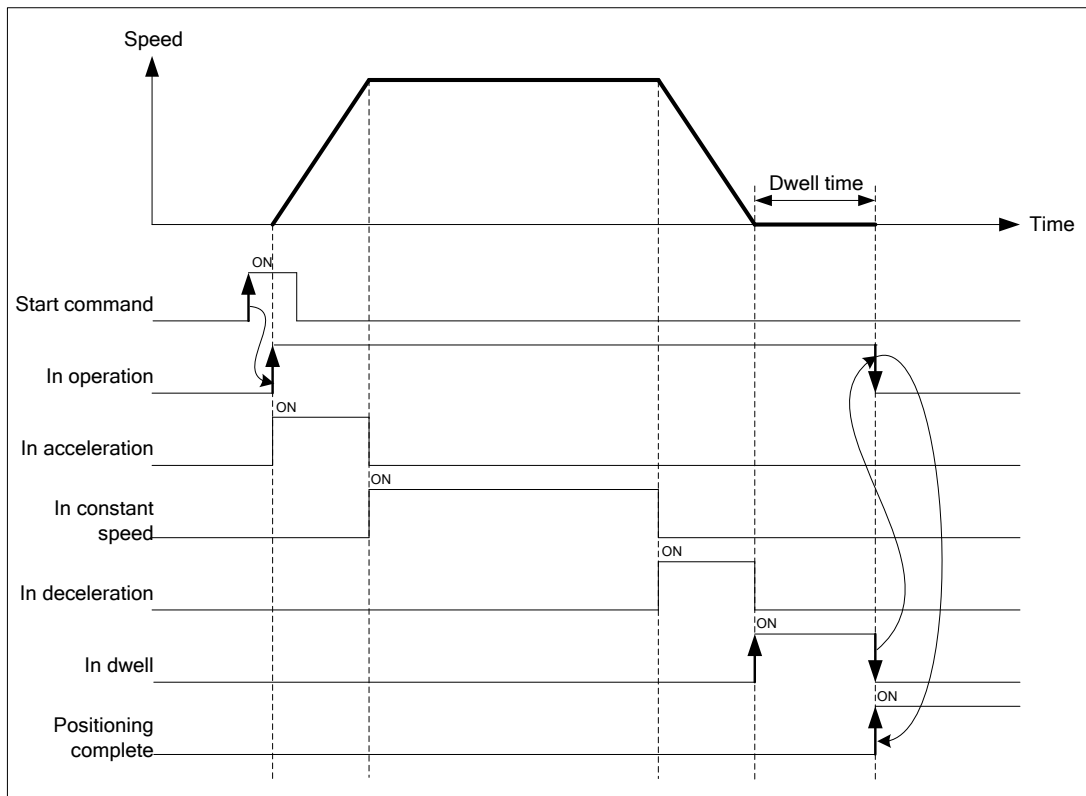 Speed
Dwell time
Time
ON
Start command
In operation
ON
In acceleration
ON
In constant
speed
ON
In deceleration
ON
In dwell
ON
Positioning
complete